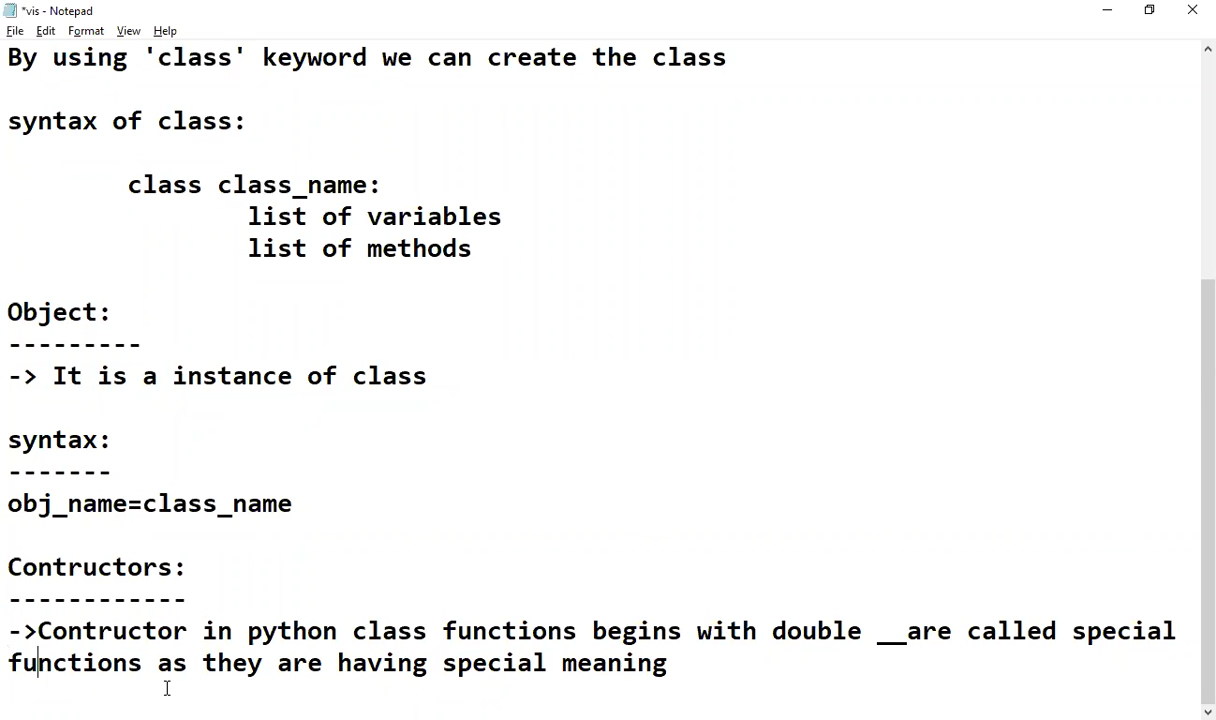 *vis - Notepad
File Edit Format View Help
By using 'class' keyword we can create the class
syntax of class:
class class_name:
list of variables
list of methods
Object:
---------
-> It is a instance of class
syntax:
-------
obj_name=class_name
Contructors:
------------
->Contructor in python class functions begins with double __are called special
functions as they are having special meaning